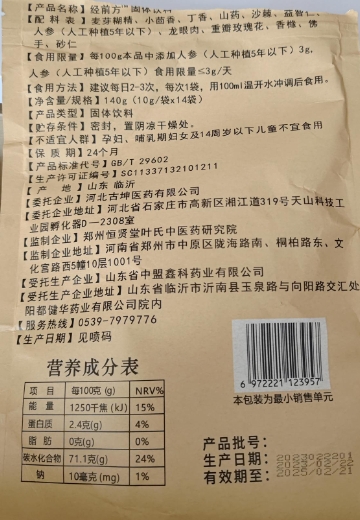 【产品名称】经前方®固体饮料
【配 料 表】麦芽糊精、小茴香、丁香、山药、沙棘、益智仁、
人参（人工种植5年以下）、龙眼肉、重瓣玫瑰花、香橼、佛
手、砂仁
【食用限量】每100g本品中添加人参（人工种植5年以下）3g，
人参（人工种植5年以下）食用限量≤3g/天
【食用方法】建议每日2-3次，每次1袋，用100ml温开水冲调后食用。
【净含量/规格】140g（10g/袋X14袋）
【产品类型】固体饮料
【贮存条件】密封，置阴凉干燥处。
【不适宜人群】孕妇、哺乳期妇女及14周岁以下儿童不宜食用
【保 质 期】24个月
【产品标准代号】GB/T 29602
【生产许可证编号】SC11337132101211
【产 地】山东 临沂
【委托企业】河北古坤医药有限公司
【委托企业地址】河北省石家庄市高新区湘江道319号天山科技工
业园孵化器D—2308室
【监制企业】郑州恒贤堂叶氏中医药研究院
【监制企业地址】河南省郑州市中原区陇海路南、桐柏路东、文
化宫路西5幢10层1001号
【受托生产企业】山东省中盟鑫科药业有限公司
【受托生产企业地址】山东省临沂市沂南县玉泉路与向阳路交汇处
阳都健华药业有限公司院内
【服务热线】0539-7979776
【生产日期】见喷码
6 972221 123957
本包装为最小销售单元
营养成分表
项 目 每100克(g) NRV%
能 量 1250千焦(kJ) 15%
蛋白质 2.4克(g) 4%
脂 肪 0克(g) 0%
碳水化合物 71.1克(g) 24%
钠 10毫克(mg) 1%
产品批号：
生产日期：
有效期至：
2023022201
2023/02/22
2025/02/21